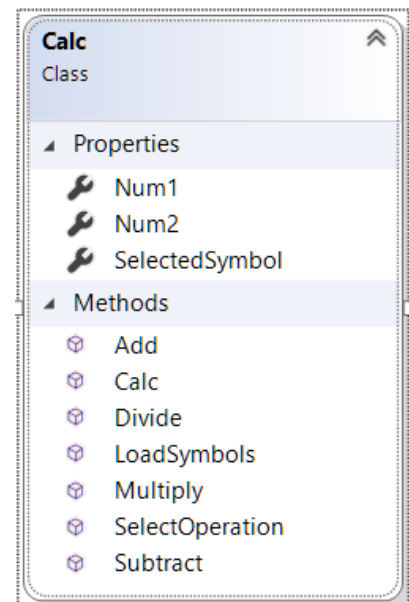 Calc
Class
Properties
Num1
Num2
SelectedSymbol
Methods
Add
Calc
Divide
LoadSymbols
Multiply
SelectOperation
Subtract